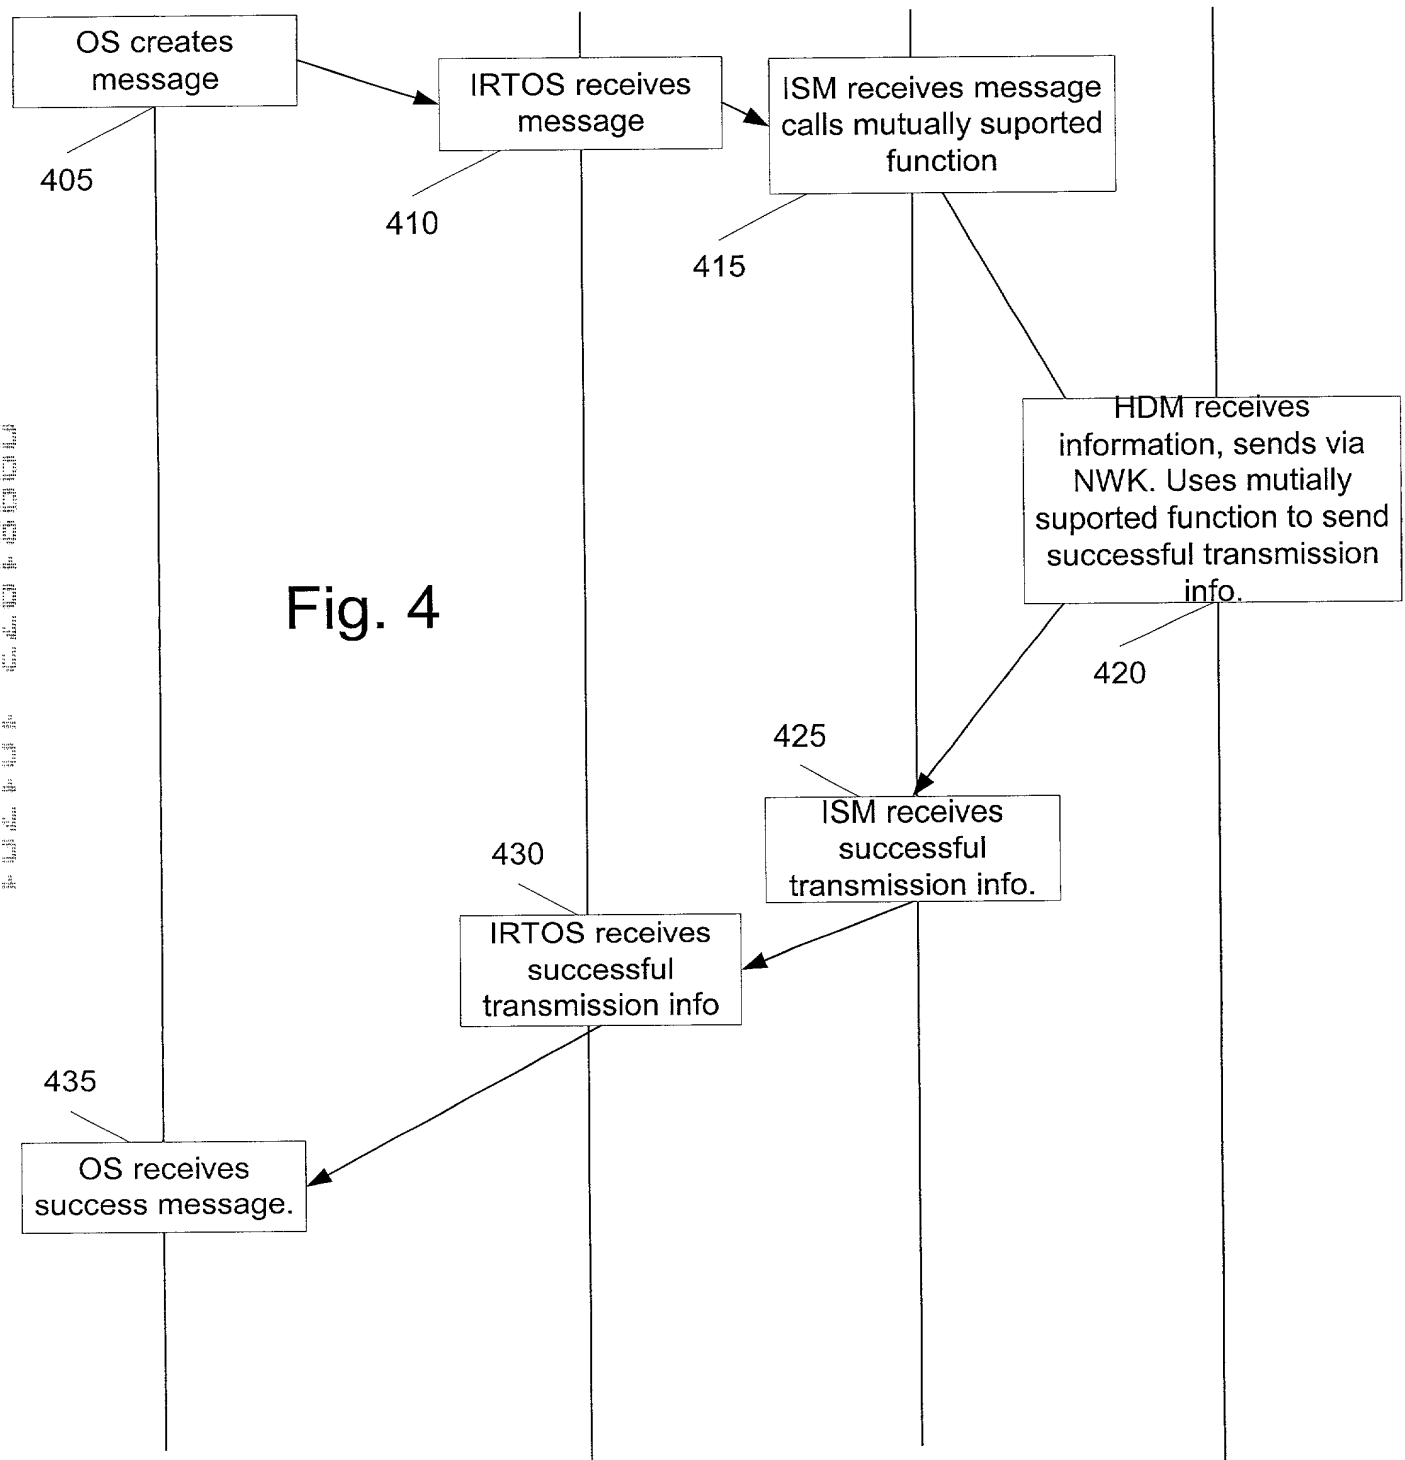 OS creates
message
405
IRTOS receives
message
410
ISM receives message
calls mutually suported
function
415
HDM receives
information, sends via
NWK. Uses mutially
suported function to send
successful transmission
info.
420
Fig. 4
425
ISM receives
successful
transmission info.
430
IRTOS receives
successful
transmission info
435
OS receives
success message.